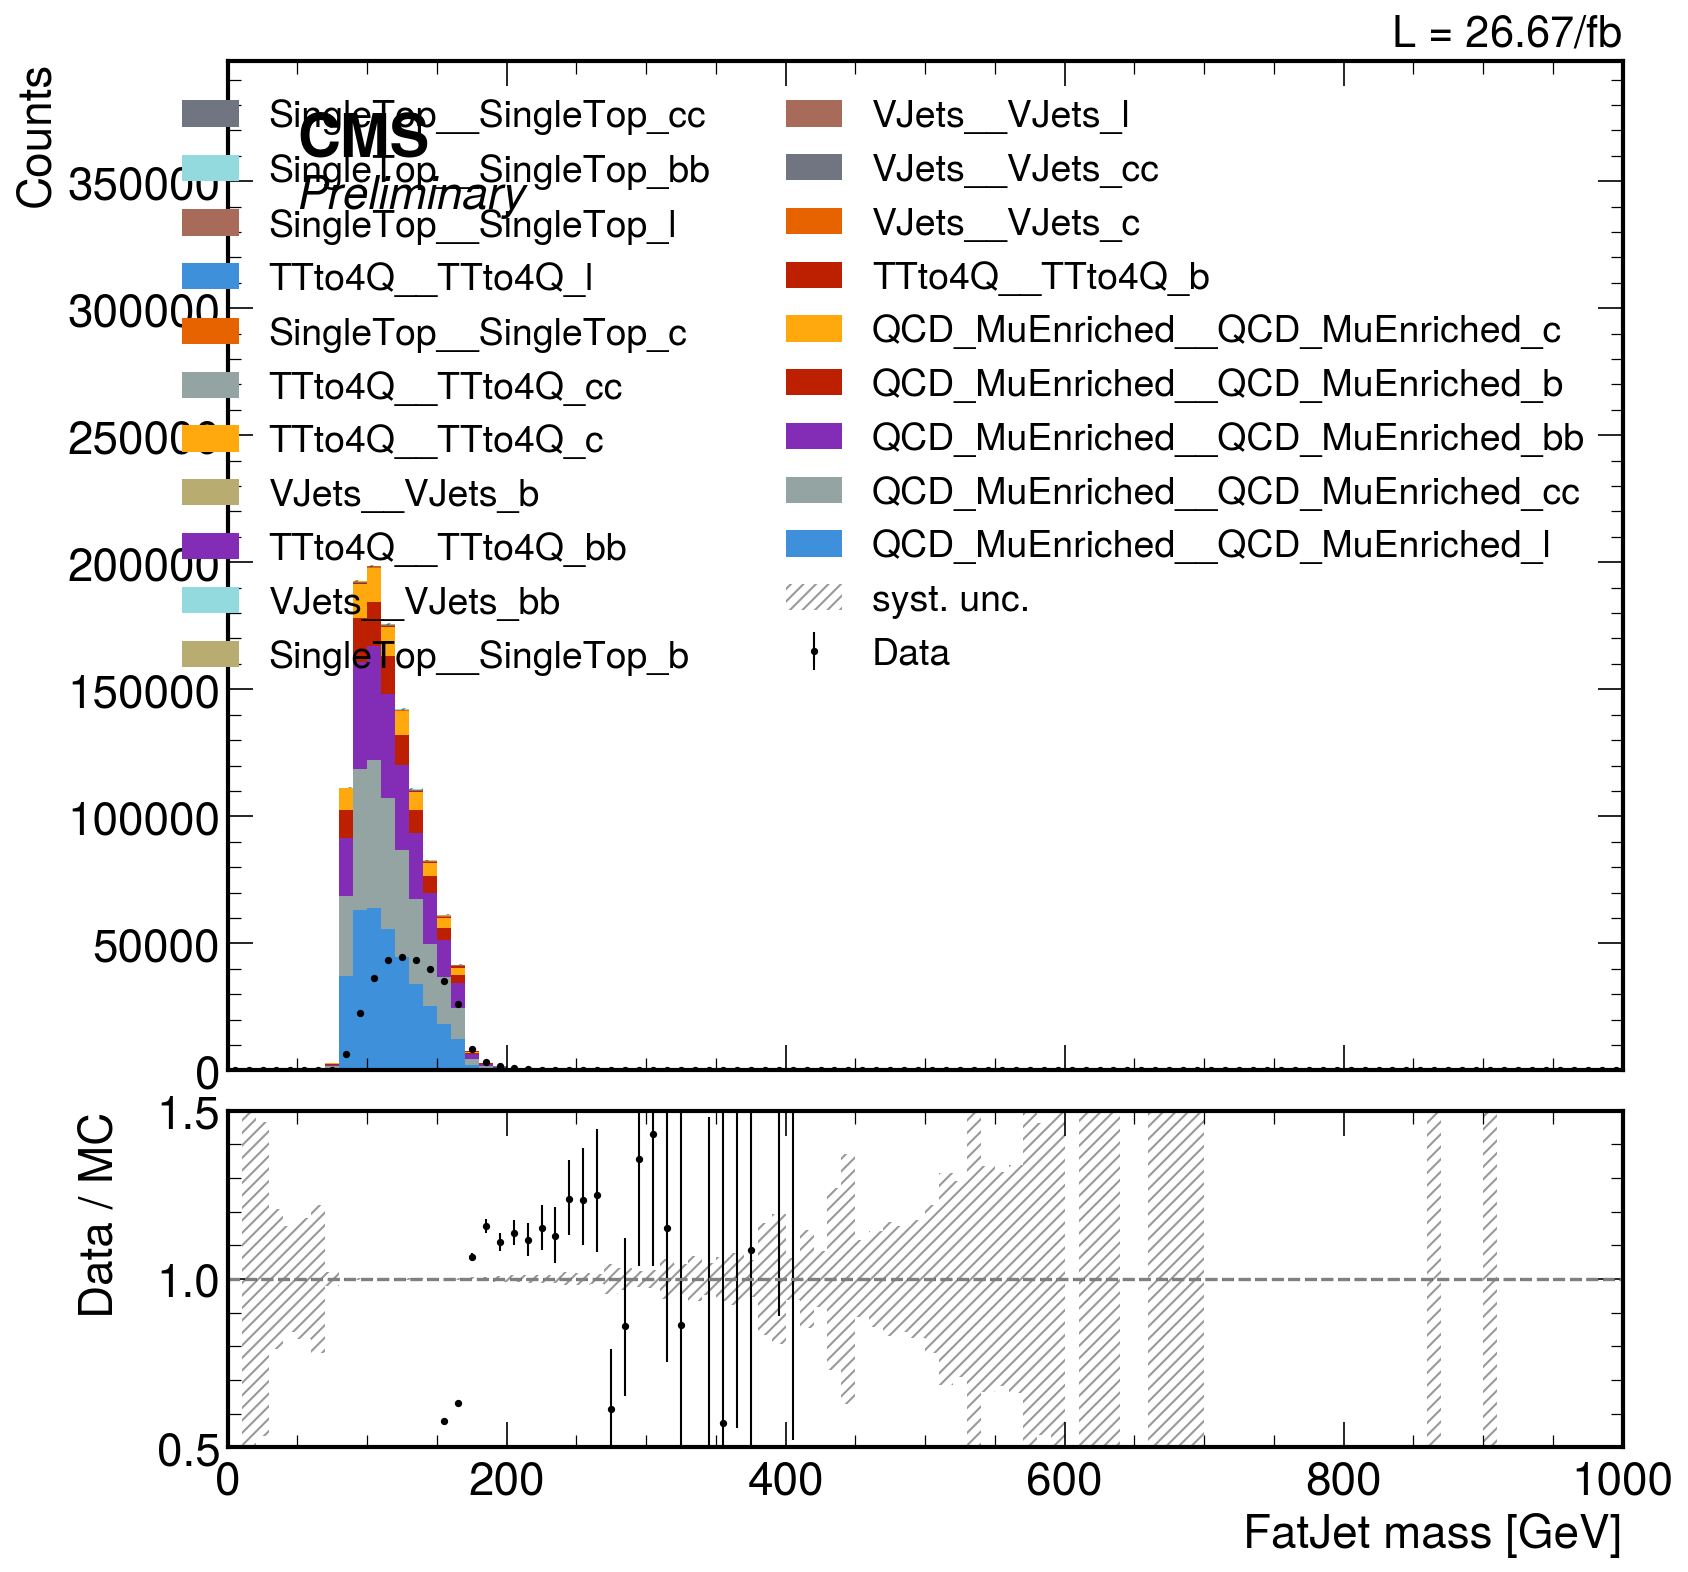 L = 26.67/fb
Counts
CMS
Preliminary
SingleTop__SingleTop_cc
SingleTop__SingleTop_bb
SingleTop__SingleTop_l
TTto4Q__TTto4Q_l
SingleTop__SingleTop_c
TTto4Q__TTto4Q_cc
TTto4Q__TTto4Q_c
VJets__VJets_b
TTto4Q__TTto4Q_bb
VJets__VJets_bb
SingleTop__SingleTop_b
VJets__VJets_l
VJets__VJets_cc
VJets__VJets_c
TTto4Q__TTto4Q_b
QCD_MuEnriched__QCD_MuEnriched_c
QCD_MuEnriched__QCD_MuEnriched_b
QCD_MuEnriched__QCD_MuEnriched_bb
QCD_MuEnriched__QCD_MuEnriched_cc
QCD_MuEnriched__QCD_MuEnriched_l
syst. unc.
Data
350000
300000
250000
200000
150000
100000
50000
0
Data / MC
1.5
1.0
0.5
0 200 400 600 800 1000
FatJet mass [GeV]